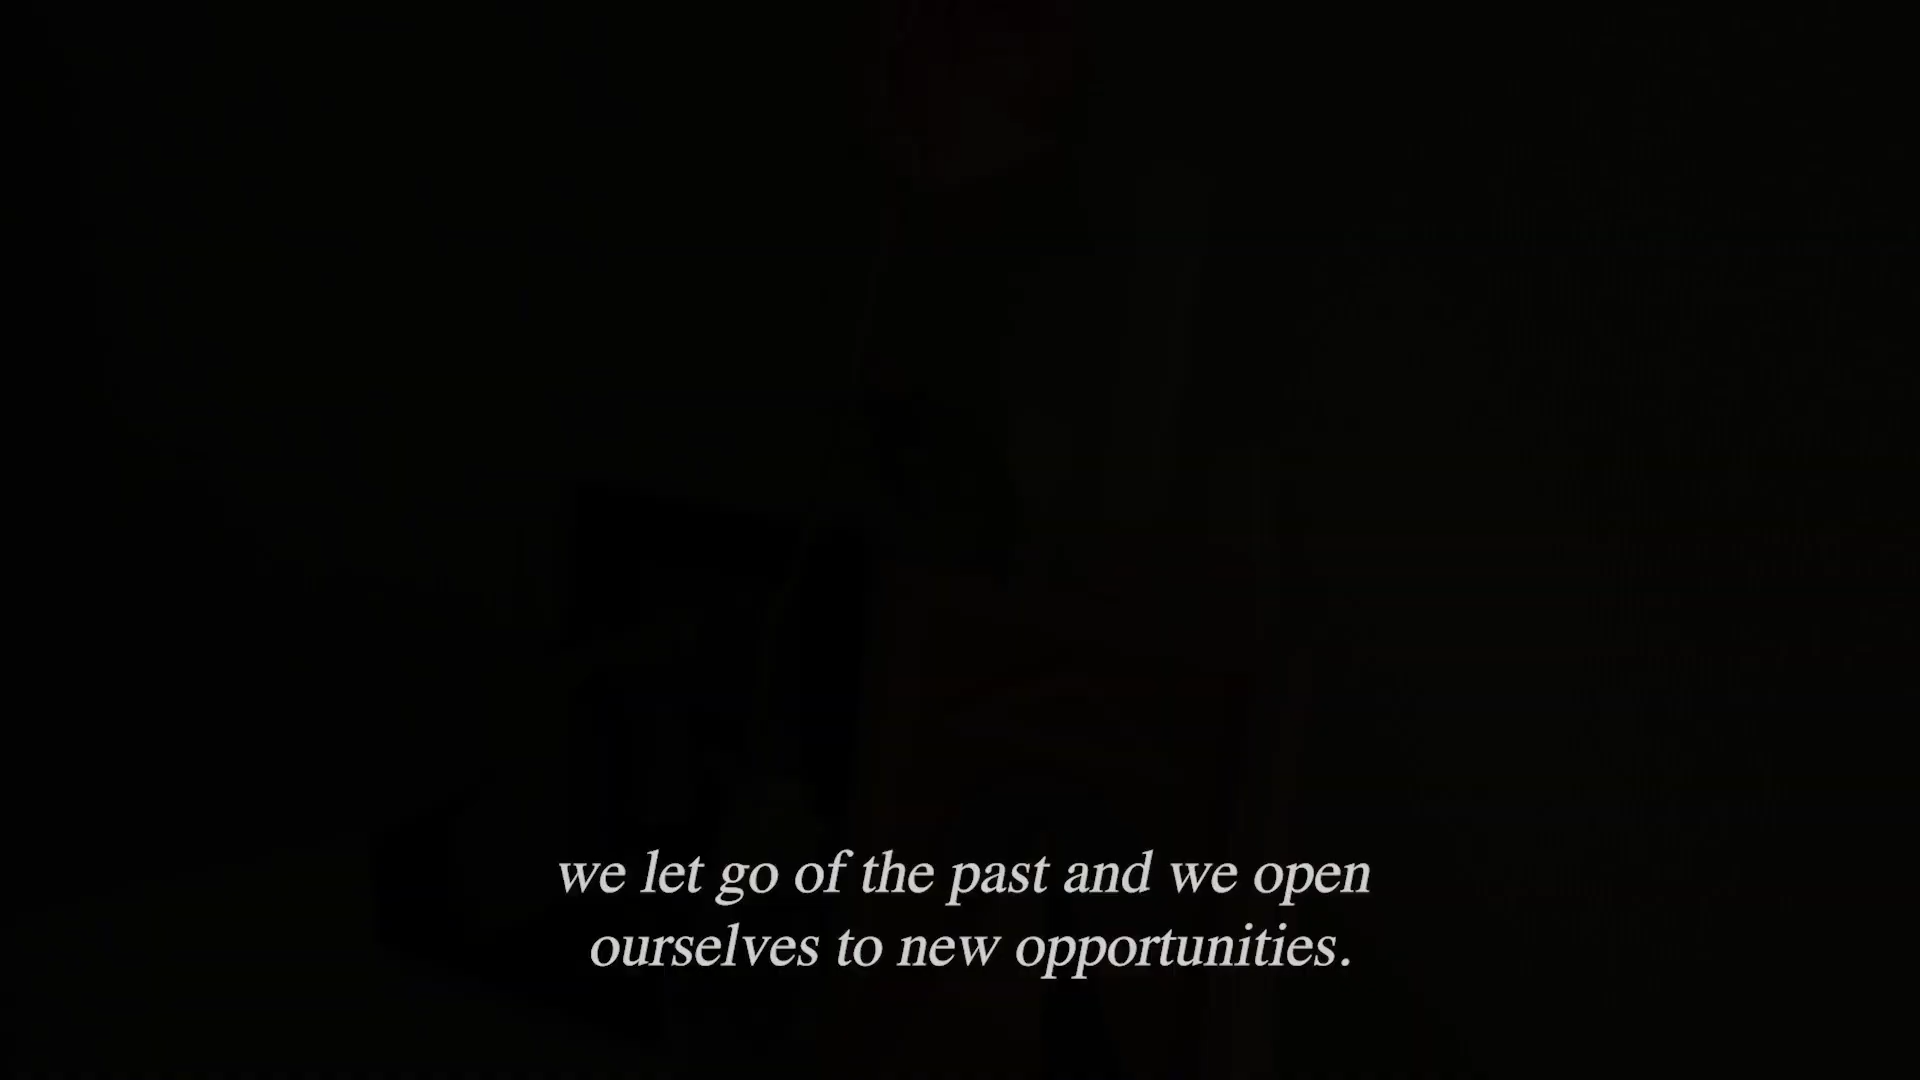 we let go of the past and we open
ourselves to new opportunities.